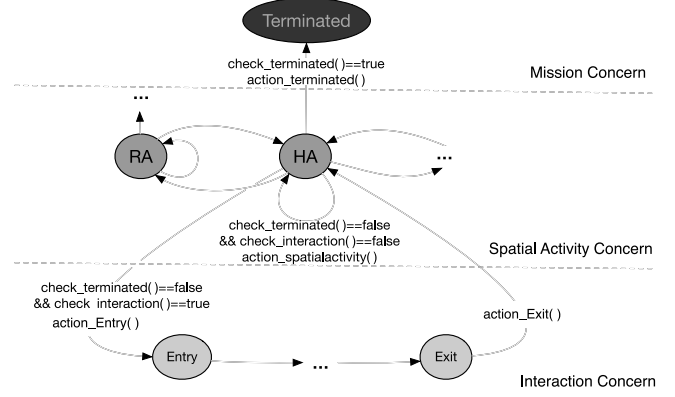 Terminated
check_terminated( )==true
action_terminated( )
Mission Concern
...
RA
HA
...
check_terminated( )==false
&& check_interaction( )==false
action_spatialactivity( )
Spatial Activity Concern
check_terminated( )==false
&& check interaction( )==true
action_Entry( )
action_Exit( )
Entry
...
Exit
Interaction Concern